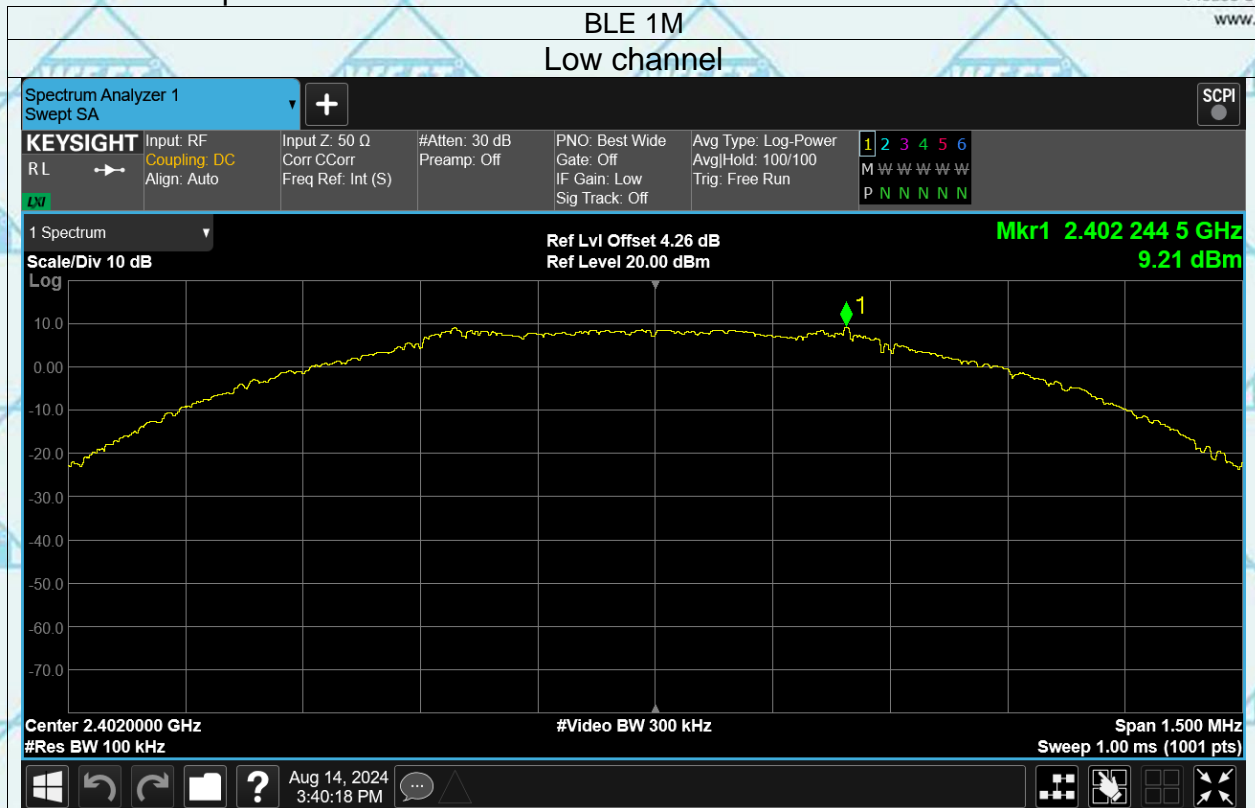 BLE 1M
www.
Low channel
Spectrum Analyzer 1
Swept SA
SCPI
KEYSIGHT
R L
LXI
Input: RF
Coupling: DC
Align: Auto
Input Z: 50 Ω
Corr CCorr
Freq Ref: Int (S)
#Atten: 30 dB
Preamp: Off
PNO: Best Wide
Gate: Off
IF Gain: Low
Sig Track: Off
Avg Type: Log-Power
Avg|Hold: 100/100
Trig: Free Run
1 2 3 4 5 6
M W W W W W W
P N N N N N N
1 Spectrum
Scale/Div 10 dB
Ref Lvl Offset 4.26 dB
Ref Level 20.00 dBm
Mkr1 2.402 244 5 GHz
9.21 dBm
Log
1
10.0
0.00
-10.0
-20.0
-30.0
-40.0
-50.0
-60.0
-70.0
Center 2.4020000 GHz
#Res BW 100 kHz
#Video BW 300 kHz
Span 1.500 MHz
Sweep 1.00 ms (1001 pts)
?
Aug 14, 2024
3:40:18 PM